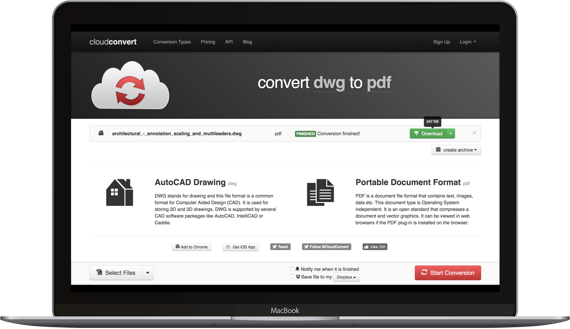 cloudconvert Conversion Types Pricing API Blog Sign Up Login
convert dwg to pdf
347 KB
architectural_-_annotation_scaling_and_multileaders.dwg pdf FINISHED Conversion finished! Download
create archive
AutoCAD Drawing dwg
DWG stands for drawing and this file format is a common
format for Computer Aided Design (CAD). It is used for
storing 2D and 3D drawings. DWG is supported by several
CAD software packages like AutoCAD, IntelliCAD or
Caddie.
Portable Document Format pdf
PDF is a document file format that contains text, images,
data etc. This document type is Operating System
independent. It is an open standard that compresses a
document and vector graphics. It can be viewed in web
browsers if the PDF plug-in is installed on the browser.
Add to Chrome Get iOS App Tweet Follow @CloudConvert Like
Select Files
Notify me when it is finished
Save file to my Dropbox
Start Conversion
MacBook